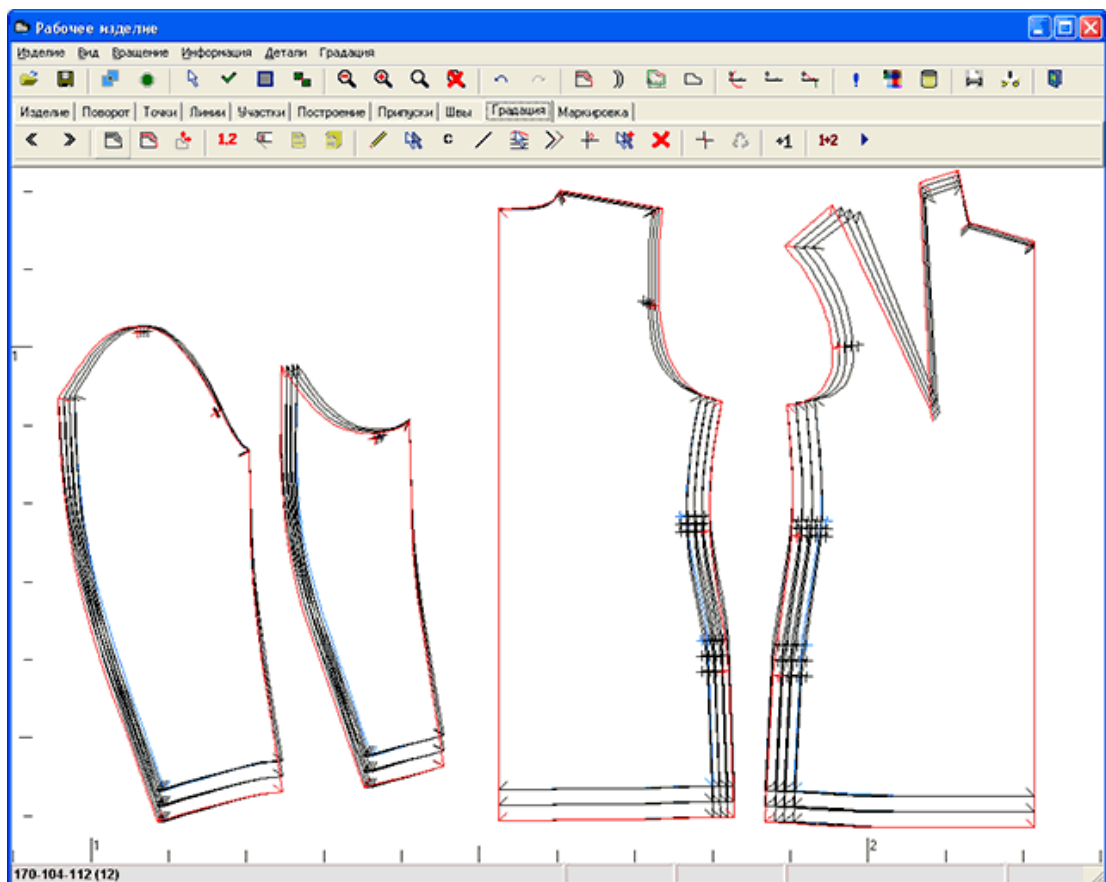 Рабочее изделие
Изделие Вид Вращение Информация Детали Градация
Изделие Поворот Точки Линии Участки Построение Припуски Швы Градация Маркировка
1.2 C +1 1+2
1
1 2
170-104-112 (12)